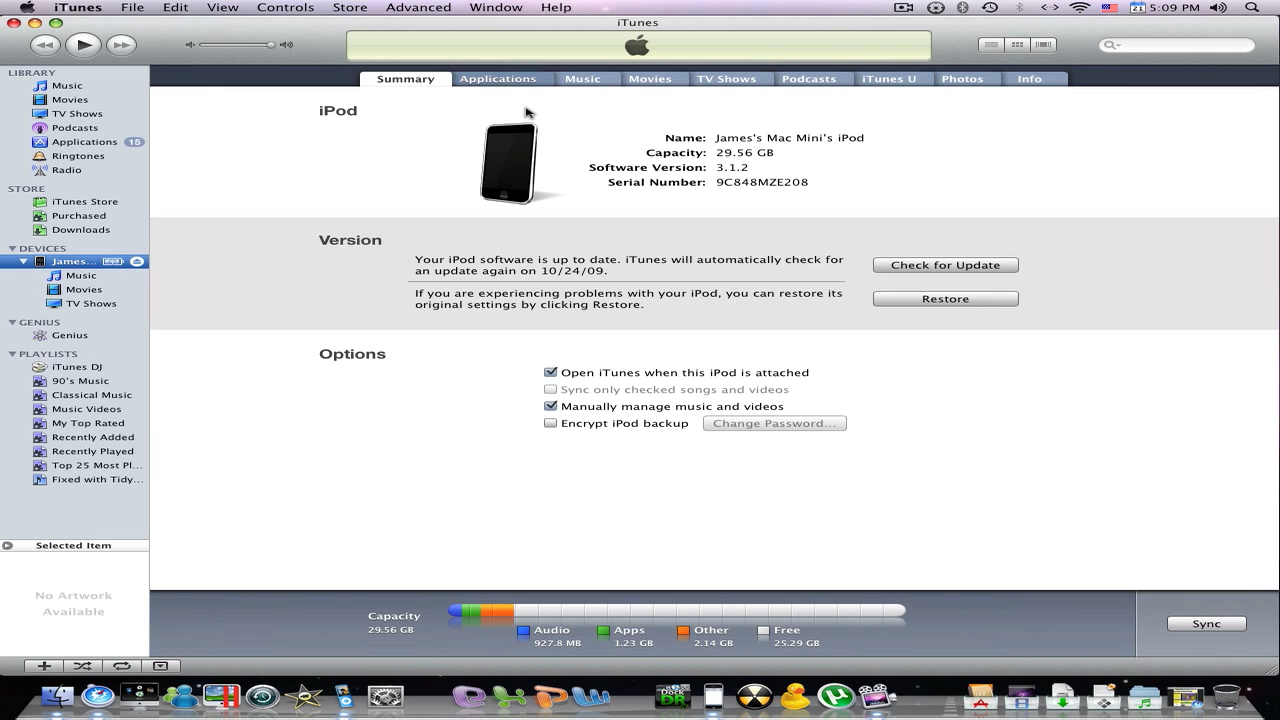 iTunes File Edit View Controls Store Advanced Window Help
21 5:09 PM
iTunes
LIBRARY
Music
Movies
TV Shows
Podcasts
Applications 15
Ringtones
Radio
STORE
iTunes Store
Purchased
Downloads
DEVICES
James...
Music
Movies
TV Shows
GENIUS
Genius
PLAYLISTS
iTunes DJ
90's Music
Classical Music
Music Videos
My Top Rated
Recently Added
Recently Played
Top 25 Most Pl...
Fixed with Tidy...
Selected Item
No Artwork
Available
Summary Applications Music Movies TV Shows Podcasts iTunes U Photos Info
iPod
Name: James's Mac Mini's iPod
Capacity: 29.56 GB
Software Version: 3.1.2
Serial Number: 9C848MZE208
Version
Your iPod software is up to date. iTunes will automatically check for
an update again on 10/24/09.
Check for Update
If you are experiencing problems with your iPod, you can restore its
original settings by clicking Restore.
Restore
Options
Open iTunes when this iPod is attached
Sync only checked songs and videos
Manually manage music and videos
Encrypt iPod backup Change Password...
Capacity
29.56 GB
Audio
927.8 MB
Apps
1.23 GB
Other
2.14 GB
Free
25.29 GB
Sync
Dock
DR